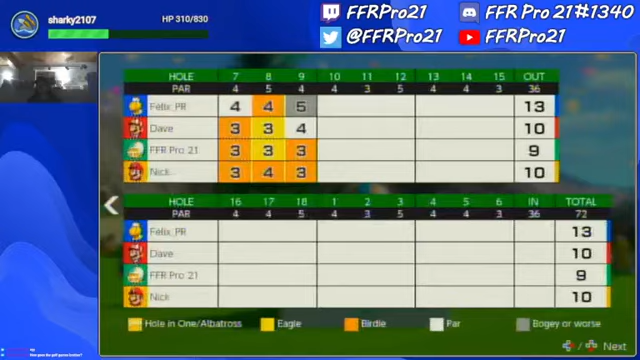 sharky2107 HP 310/830
FFRPro21 FFR Pro 21#1340
@FFRPro21 FFRPro21
HOLE 7 8 9 10 11 12 13 14 15 OUT
PAR 4 5 4 4 3 5 4 4 3 36
Felix_PR 4 4 5 13
Dave 3 3 4 10
FFR Pro 21 3 3 3 9
Nick 3 4 3 10
HOLE 16 17 18 1 2 3 4 5 6 IN TOTAL
PAR 4 4 5 4 3 5 4 4 3 36 72
Felix_PR 13
Dave 10
FFR Pro 21 9
Nick 10
Hole in One/Albatross Eagle Birdie Par Bogey or worse
Next